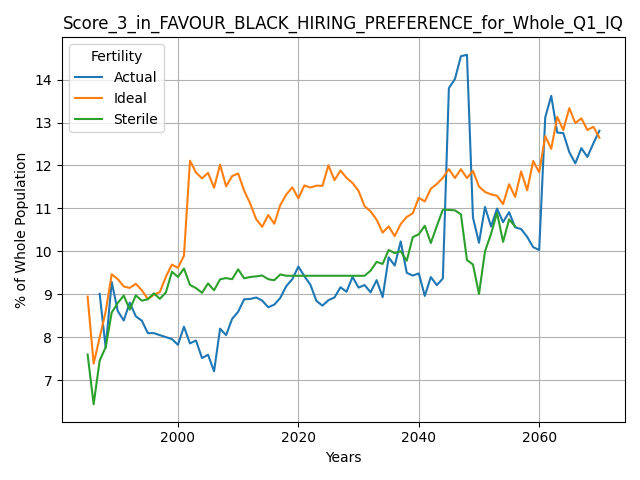 Score_3_in_FAVOUR_BLACK_HIRING_PREFERENCE_for_Whole_Q1_IQ
Fertility
Actual
Ideal
Sterile
% of Whole Population
14
13
12
11
10
9
8
7
2000 2020 2040 2060
Years